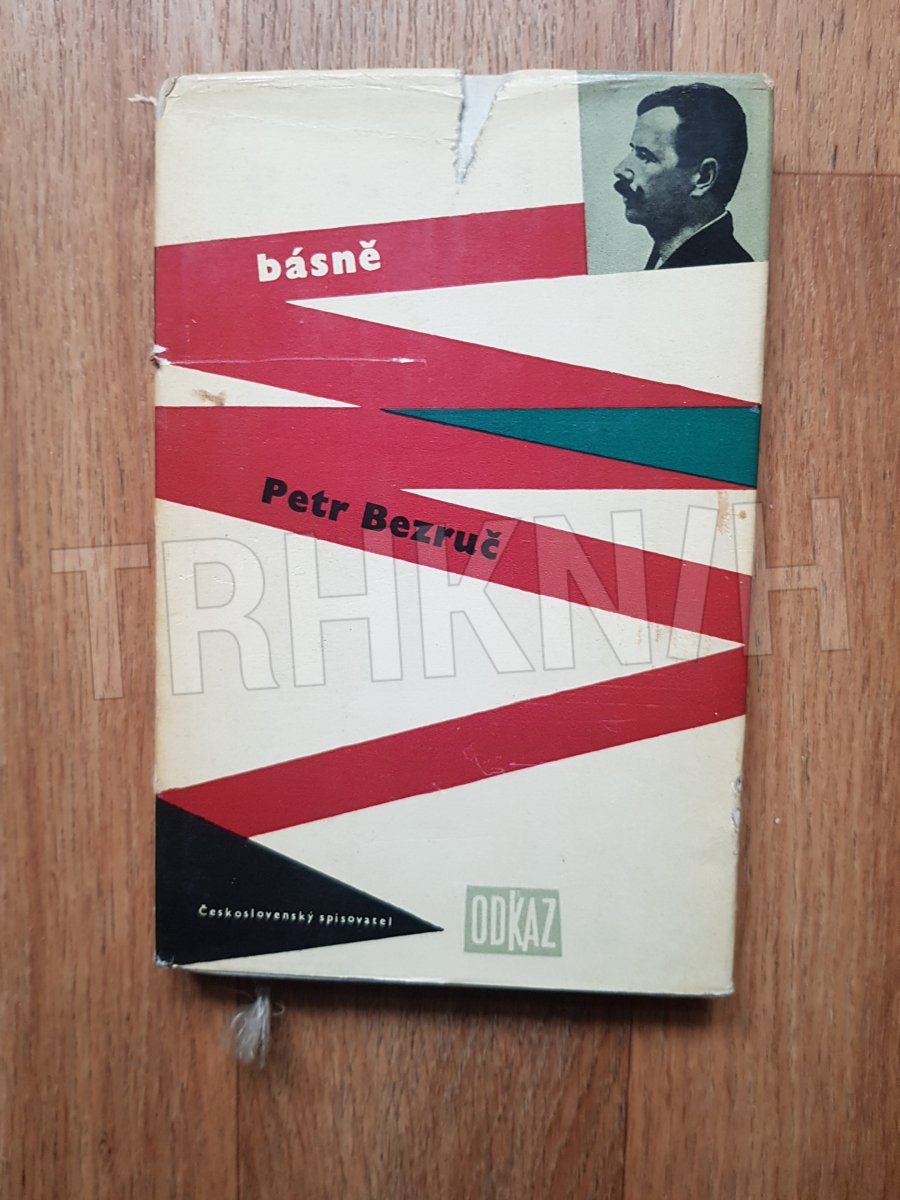 básně
Petr Bezruč
TRHKNIH
Československý spisovatel
ODKAZ